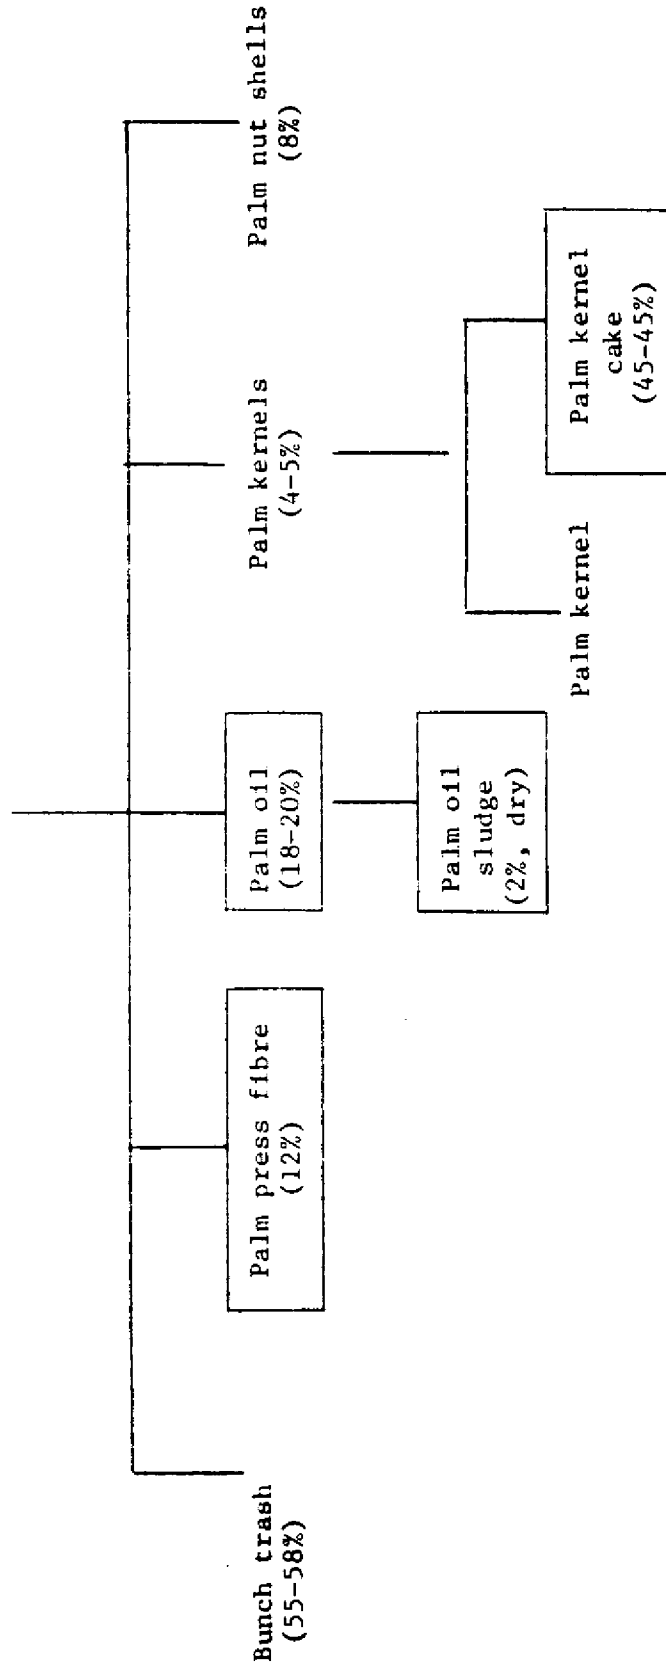 Bunch trash
(55-58%)
Palm press fibre
(12%)
Palm oil
(18-20%)
Palm kernels
(4-5%)
Palm nut shells
(8%)
Palm oil
sludge
(2%, dry)
Palm kernel
Palm kernel
cake
(45-45%)